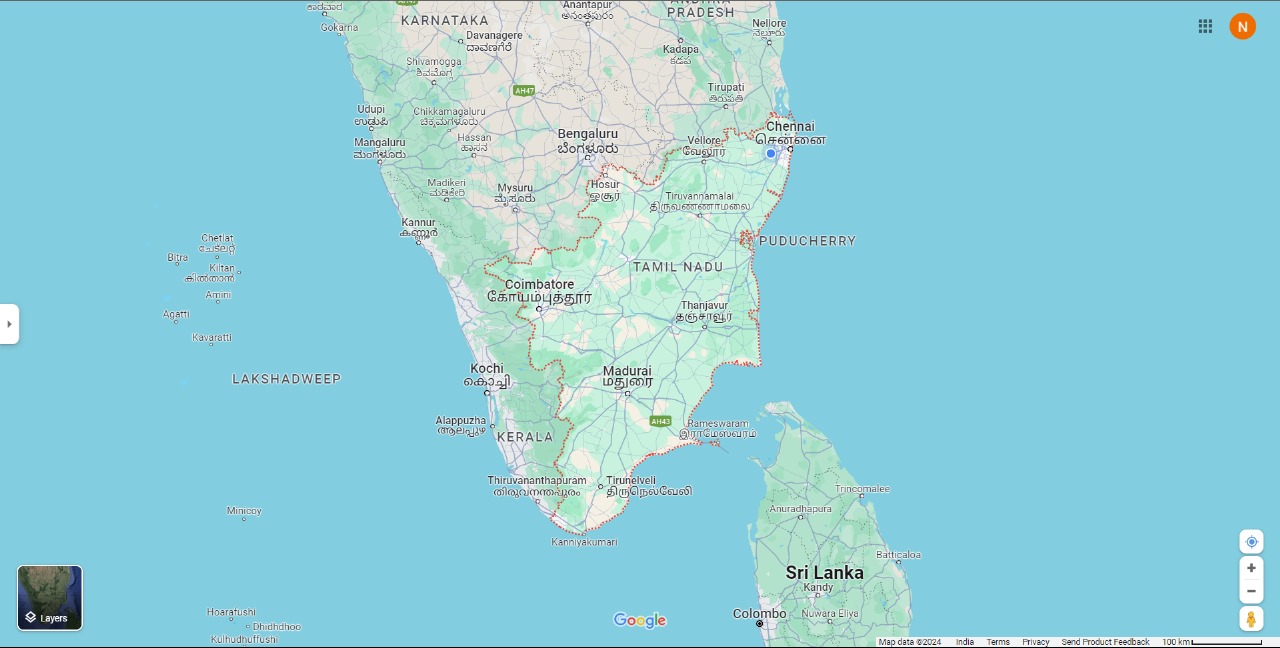 ಕಾರವಾರ
Gokarna
KARNATAKA
Davanagere
ದಾವಣಗೆರೆ
Anantapur
అనంతపురం
PRADESH
Nellore
నెల్లూరు
Kadapa
కడప
Shivamogga
ಶಿವಮೊಗ್ಗ
AH47
Tirupati
తిరుపతి
Udupi
ಉಡುಪಿ
Chikkamagaluru
ಚಿಕ್ಕಮಗಳೂರು
Hassan
ಹಾಸನ
Mangaluru
ಮಂಗಳೂರು
Bengaluru
ಬೆಂಗಳೂರು
Vellore
வேலூர்
Chennai
சென்னை
Madikeri
ಮಡಿಕೇರಿ
Mysuru
ಮೈಸೂರು
Hosur
ஓசூர்
Tiruvannamalai
திருவண்ணாமலை
Kannur
കണ്ണൂർ
Chetlat
ചേട്ലറ്റ്
Bitra
Kiltan
കിൽത്താൻ
Amini
Agatti
Kavaratti
PUDUCHERRY
TAMIL NADU
Coimbatore
கோயம்புத்தூர்
Thanjavur
தஞ்சாவூர்
LAKSHADWEEP
Kochi
കൊച്ചി
Madurai
மதுரை
Alappuzha
ആലപ്പുഴ
KERALA
AH43
Rameswaram
இராமேஸ்வரம்
Thiruvananthapuram
തിരുവനന്തപുരം
Tirunelveli
திருநெல்வேலி
Trincomalee
Anuradhapura
Minicoy
Kanniyakumari
Batticaloa
Sri Lanka
Kandy
Colombo
Nuwara Eliya
Layers
Hoarafushi
Dhidhdhoo
Kulhudhuffushi
Google
N
Map data ©2024 India Terms Privacy Send Product Feedback 100 km